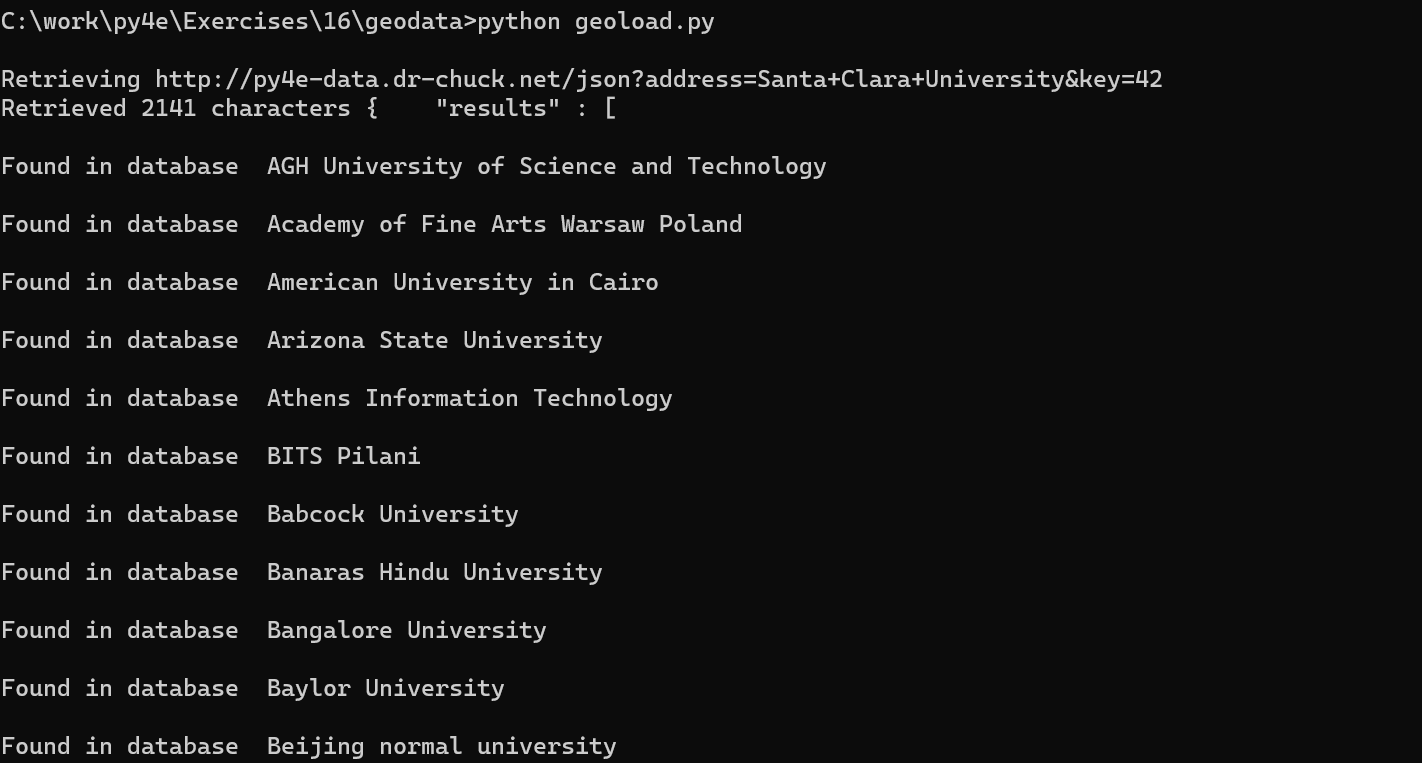 C:\work\py4e\Exercises\16\geodata>python geoload.py
Retrieving http://py4e-data.dr-chuck.net/json?address=Santa+Clara+University&key=42
Retrieved 2141 characters {    "results" : [
Found in database  AGH University of Science and Technology
Found in database  Academy of Fine Arts Warsaw Poland
Found in database  American University in Cairo
Found in database  Arizona State University
Found in database  Athens Information Technology
Found in database  BITS Pilani
Found in database  Babcock University
Found in database  Banaras Hindu University
Found in database  Bangalore University
Found in database  Baylor University
Found in database  Beijing normal university